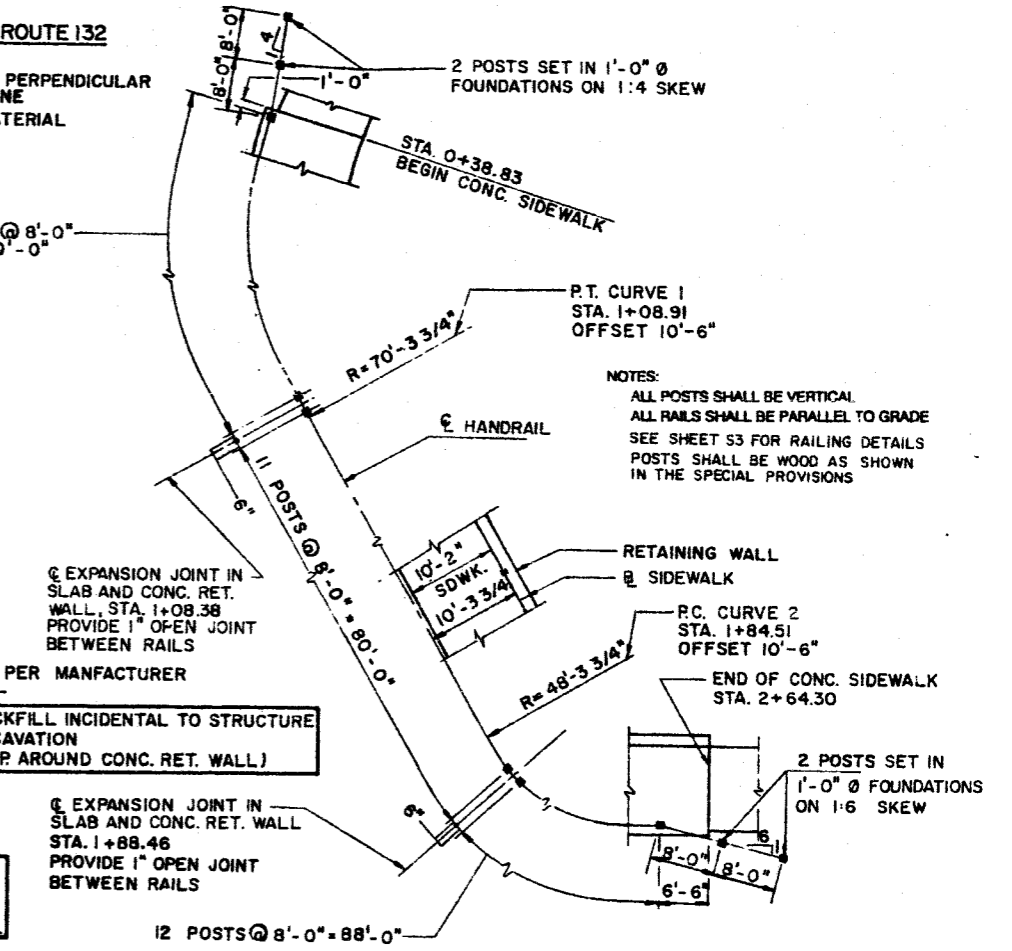 ROUTE 132
PERPENDICULAR
TERIAL
8'-0"
8'-0"
4
1
1'-0"
2 POSTS SET IN 1'-0" Ø
FOUNDATIONS ON 1:4 SKEW
STA. 0+38.83
BEGIN CONC. SIDEWALK
@ 8'-0"
P.T. CURVE 1
STA. 1+08.91
OFFSET 10'-6"
R=70'-3 3/4"
NOTES:
ALL POSTS SHALL BE VERTICAL
ALL RAILS SHALL BE PARALLEL TO GRADE
SEE SHEET S3 FOR RAILING DETAILS
POSTS SHALL BE WOOD AS SHOWN
IN THE SPECIAL PROVISIONS
℄ HANDRAIL
6"
11 POSTS @ 8'-0" = 80'-0"
10'-2"
SDWK.
10'-3 3/4"
RETAINING WALL
SIDEWALK
℄ EXPANSION JOINT IN
SLAB AND CONC. RET.
WALL, STA. 1+08.38
PROVIDE 1" OPEN JOINT
BETWEEN RAILS
P.C. CURVE 2
STA. 1+84.51
OFFSET 10'-6"
R=48'-3 3/4"
PER MANFACTURER
END OF CONC. SIDEWALK
STA. 2+64.30
CKFILL INCIDENTAL TO STRUCTURE
CAVATION
AROUND CONC. RET. WALL)
2 POSTS SET IN
1'-0" Ø FOUNDATIONS
ON 1:6 SKEW
℄ EXPANSION JOINT IN
SLAB AND CONC. RET. WALL
STA. 1+88.46
PROVIDE 1" OPEN JOINT
BETWEEN RAILS
6"
6
1
8'-0"
8'-0"
6'-6"
12 POSTS @ 8'-0" = 88'-0"